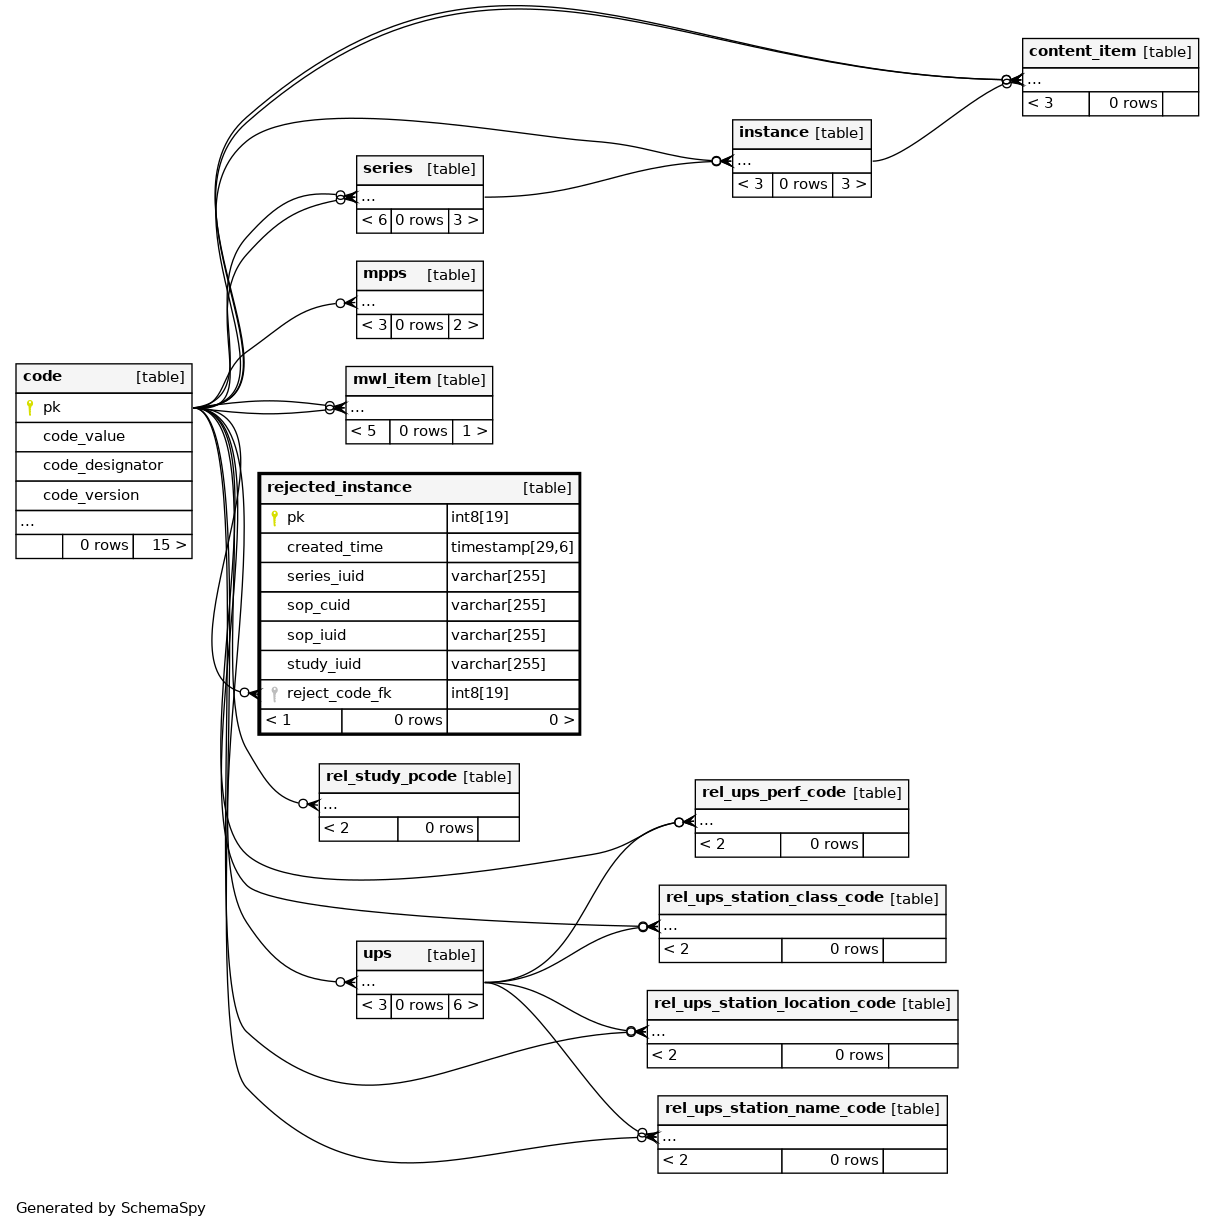 content_item [table]
...
< 3 0 rows
instance [table]
...
< 3 0 rows 3 >
series [table]
...
< 6 0 rows 3 >
mpps [table]
...
< 3 0 rows 2 >
code [table]
pk
code_value
code_designator
code_version
...
0 rows 15 >
mwl_item [table]
...
< 5 0 rows 1 >
rejected_instance [table]
pk int8[19]
created_time timestamp[29,6]
series_iuid varchar[255]
sop_cuid varchar[255]
sop_iuid varchar[255]
study_iuid varchar[255]
reject_code_fk int8[19]
< 1 0 rows 0 >
rel_study_pcode [table]
...
< 2 0 rows
rel_ups_perf_code [table]
...
< 2 0 rows
rel_ups_station_class_code [table]
...
< 2 0 rows
ups [table]
...
< 3 0 rows 6 >
rel_ups_station_location_code [table]
...
< 2 0 rows
rel_ups_station_name_code [table]
...
< 2 0 rows
Generated by SchemaSpy